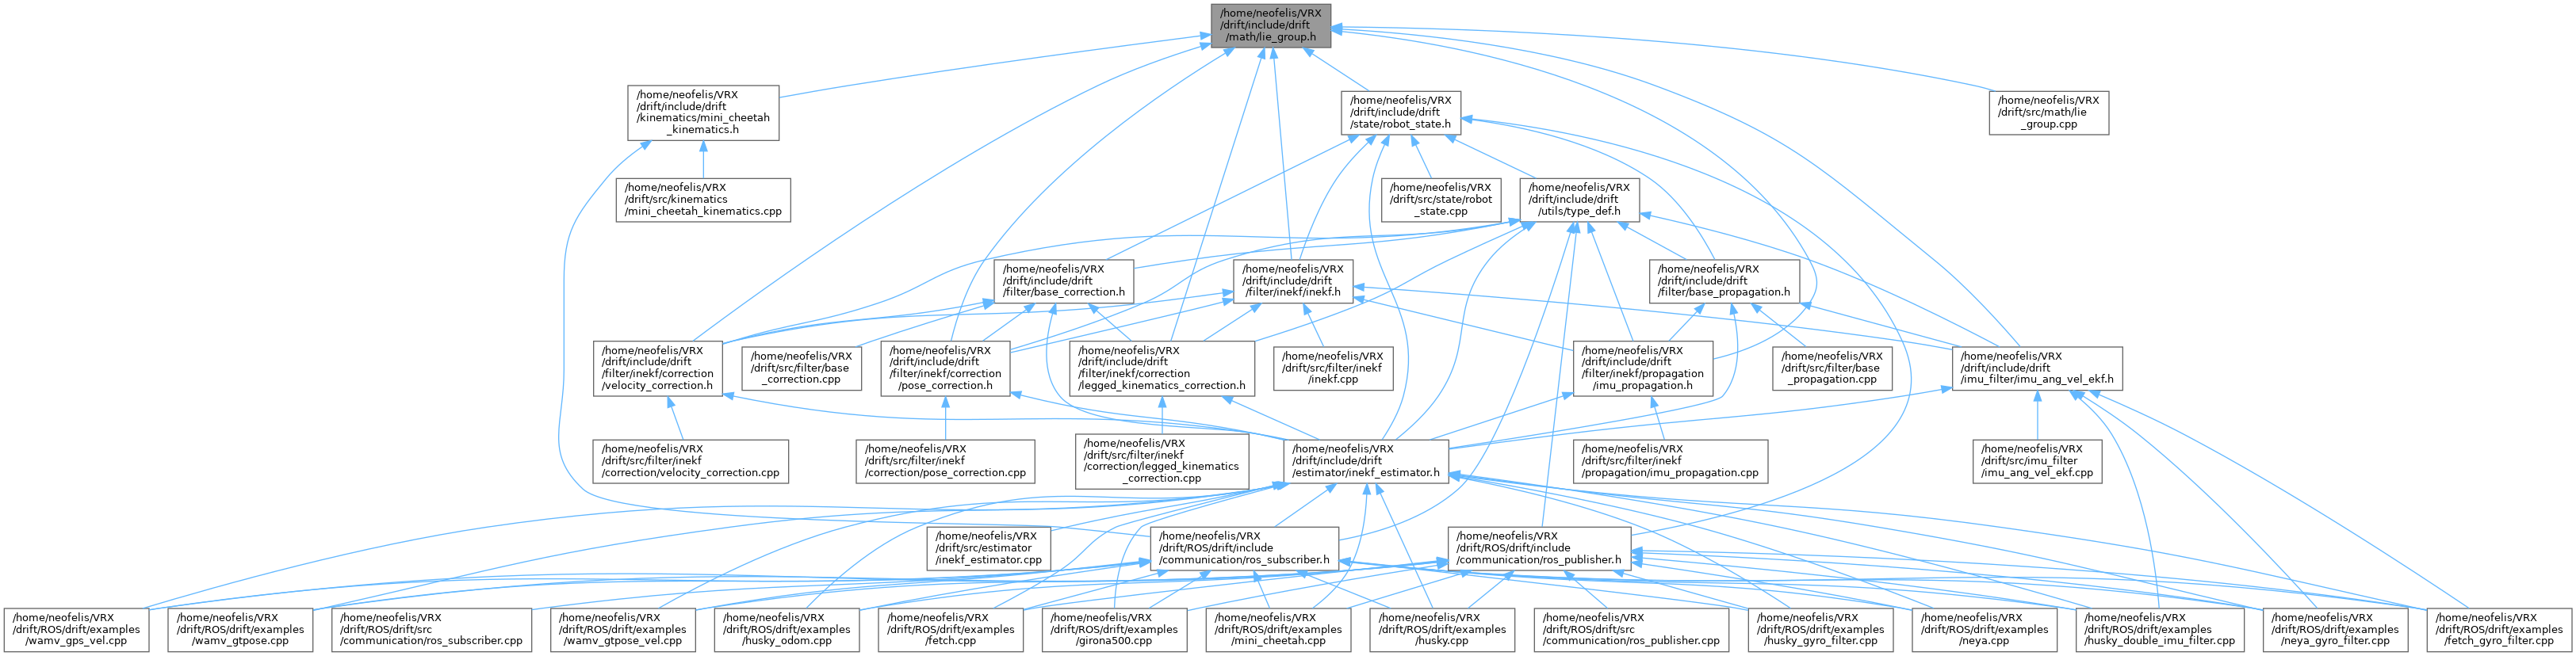 /home/neofelis/VRX
/drift/include/drift
/math/lie_group.h
/home/neofelis/VRX
/drift/include/drift
/kinematics/mini_cheetah
_kinematics.h
/home/neofelis/VRX
/drift/include/drift
/state/robot_state.h
/home/neofelis/VRX
/drift/src/math/lie
_group.cpp
/home/neofelis/VRX
/drift/src/kinematics
/mini_cheetah_kinematics.cpp
/home/neofelis/VRX
/drift/src/state/robot
_state.cpp
/home/neofelis/VRX
/drift/include/drift
/utils/type_def.h
/home/neofelis/VRX
/drift/include/drift
/filter/base_correction.h
/home/neofelis/VRX
/drift/include/drift
/filter/inekf/inekf.h
/home/neofelis/VRX
/drift/include/drift
/filter/base_propagation.h
/home/neofelis/VRX
/drift/include/drift
/filter/inekf/correction
/velocity_correction.h
/home/neofelis/VRX
/drift/src/filter/base
_correction.cpp
/home/neofelis/VRX
/drift/include/drift
/filter/inekf/correction
/pose_correction.h
/home/neofelis/VRX
/drift/include/drift
/filter/inekf/correction
/legged_kinematics_correction.h
/home/neofelis/VRX
/drift/src/filter/inekf
/inekf.cpp
/home/neofelis/VRX
/drift/include/drift
/filter/inekf/propagation
/imu_propagation.h
/home/neofelis/VRX
/drift/src/filter/base
_propagation.cpp
/home/neofelis/VRX
/drift/include/drift
/imu_filter/imu_ang_vel_ekf.h
/home/neofelis/VRX
/drift/src/filter/inekf
/correction/velocity_correction.cpp
/home/neofelis/VRX
/drift/src/filter/inekf
/correction/pose_correction.cpp
/home/neofelis/VRX
/drift/src/filter/inekf
/correction/legged_kinematics
_correction.cpp
/home/neofelis/VRX
/drift/include/drift
/estimator/inekf_estimator.h
/home/neofelis/VRX
/drift/src/filter/inekf
/propagation/imu_propagation.cpp
/home/neofelis/VRX
/drift/src/imu_filter
/imu_ang_vel_ekf.cpp
/home/neofelis/VRX
/drift/src/estimator
/inekf_estimator.cpp
/home/neofelis/VRX
/drift/ROS/drift/include
/communication/ros_subscriber.h
/home/neofelis/VRX
/drift/ROS/drift/include
/communication/ros_publisher.h
/home/neofelis/VRX
/drift/ROS/drift/examples
/wamv_gps_vel.cpp
/home/neofelis/VRX
/drift/ROS/drift/examples
/wamv_gtpose.cpp
/home/neofelis/VRX
/drift/ROS/drift/src
/communication/ros_subscriber.cpp
/home/neofelis/VRX
/drift/ROS/drift/examples
/wamv_gtpose_vel.cpp
/home/neofelis/VRX
/drift/ROS/drift/examples
/husky_odom.cpp
/home/neofelis/VRX
/drift/ROS/drift/examples
/fetch.cpp
/home/neofelis/VRX
/drift/ROS/drift/examples
/girona500.cpp
/home/neofelis/VRX
/drift/ROS/drift/examples
/mini_cheetah.cpp
/home/neofelis/VRX
/drift/ROS/drift/examples
/husky.cpp
/home/neofelis/VRX
/drift/ROS/drift/src
/communication/ros_publisher.cpp
/home/neofelis/VRX
/drift/ROS/drift/examples
/husky_gyro_filter.cpp
/home/neofelis/VRX
/drift/ROS/drift/examples
/neya.cpp
/home/neofelis/VRX
/drift/ROS/drift/examples
/husky_double_imu_filter.cpp
/home/neofelis/VRX
/drift/ROS/drift/examples
/neya_gyro_filter.cpp
/home/neofelis/VRX
/drift/ROS/drift/examples
/fetch_gyro_filter.cpp